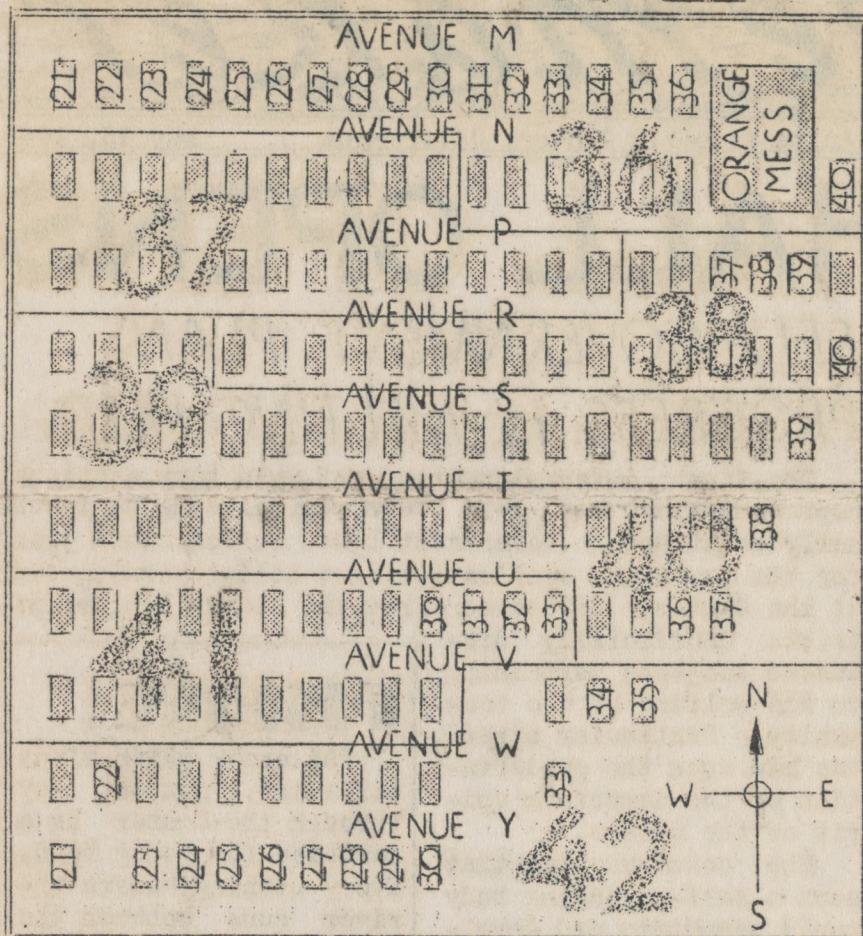 AVENUE M
21 22 23 24 25 26 27 28 29 30 31 32 33 34 35 36
ORANGE MESS
AVENUE N
36
40
37
AVENUE P
37 38 39
AVENUE R
38
40
39
AVENUE S
39
AVENUE T
38
40
AVENUE U
30 31 32 33 36 37
41
AVENUE V
34 35
N
AVENUE W
22 33
W E
AVENUE Y
42
21 23 24 25 26 27 28 29 30
S